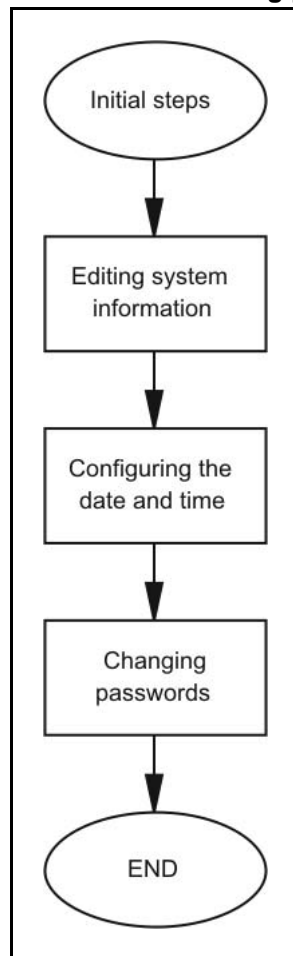 Initial steps
Editing system
information
Configuring the
date and time
Changing
passwords
END